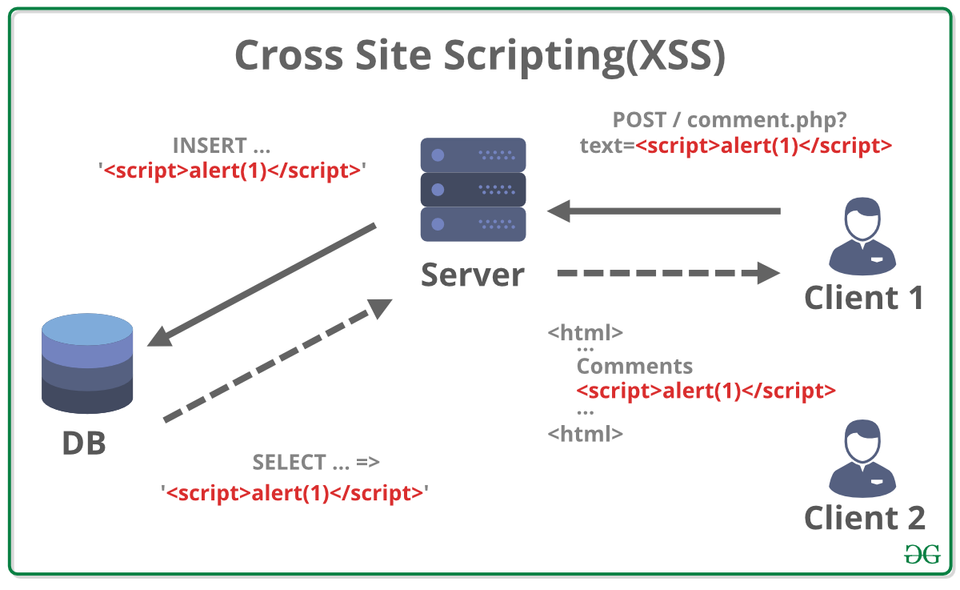 Cross Site Scripting(XSS)
INSERT ...
'<script>alert(1)</script>'
POST / comment.php?
text=<script>alert(1)</script>
Server
Client 1
<html>
...
Comments
<script>alert(1)</script>
...
<html>
DB
SELECT ... =>
'<script>alert(1)</script>'
Client 2